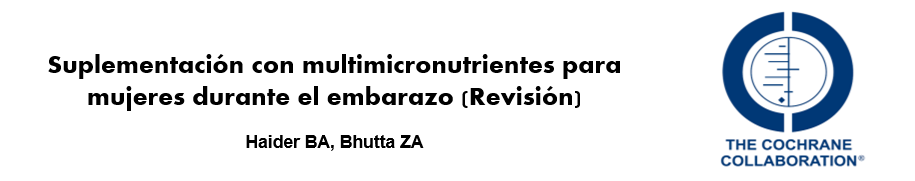 Suplementación con multimicronutrientes para
mujeres durante el embarazo (Revisión)
Haider BA, Bhutta ZA
THE COCHRANE
COLLABORATION®